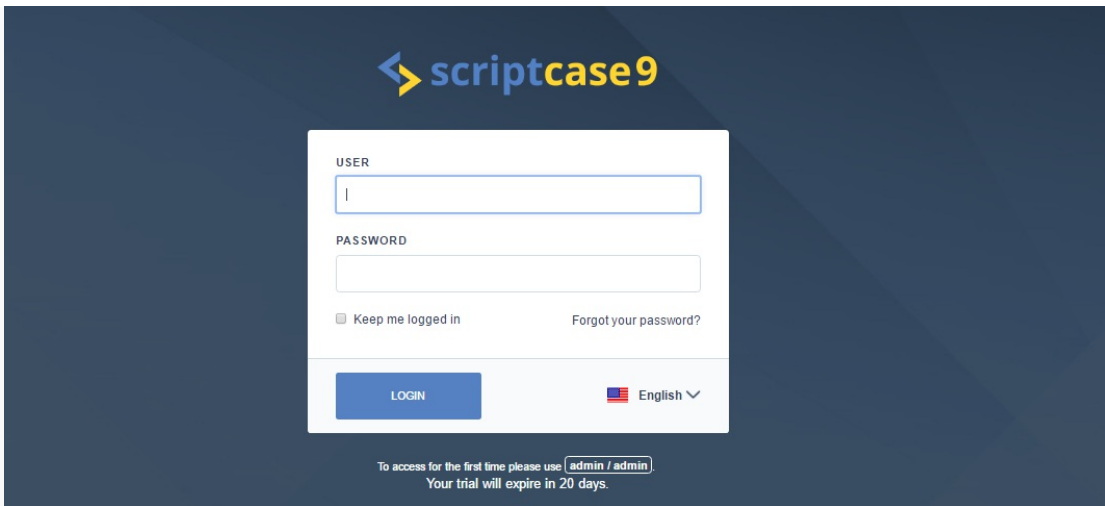 scriptcase9
USER
PASSWORD
Keep me logged in
Forgot your password?
LOGIN
English
To access for the first time please use admin / admin.
Your trial will expire in 20 days.